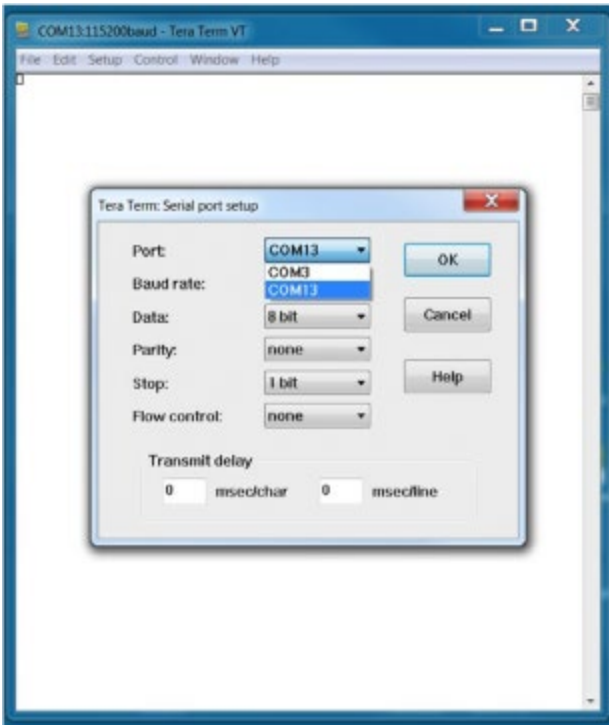 COM13:115200baud - Tera Term VT
File Edit Setup Control Window Help
Tera Term: Serial port setup
Port: COM13 OK
COM3
Baud rate: COM13
Data: 8 bit Cancel
Parity: none
Stop: 1 bit Help
Flow control: none
Transmit delay
0 msec/char 0 msec/line